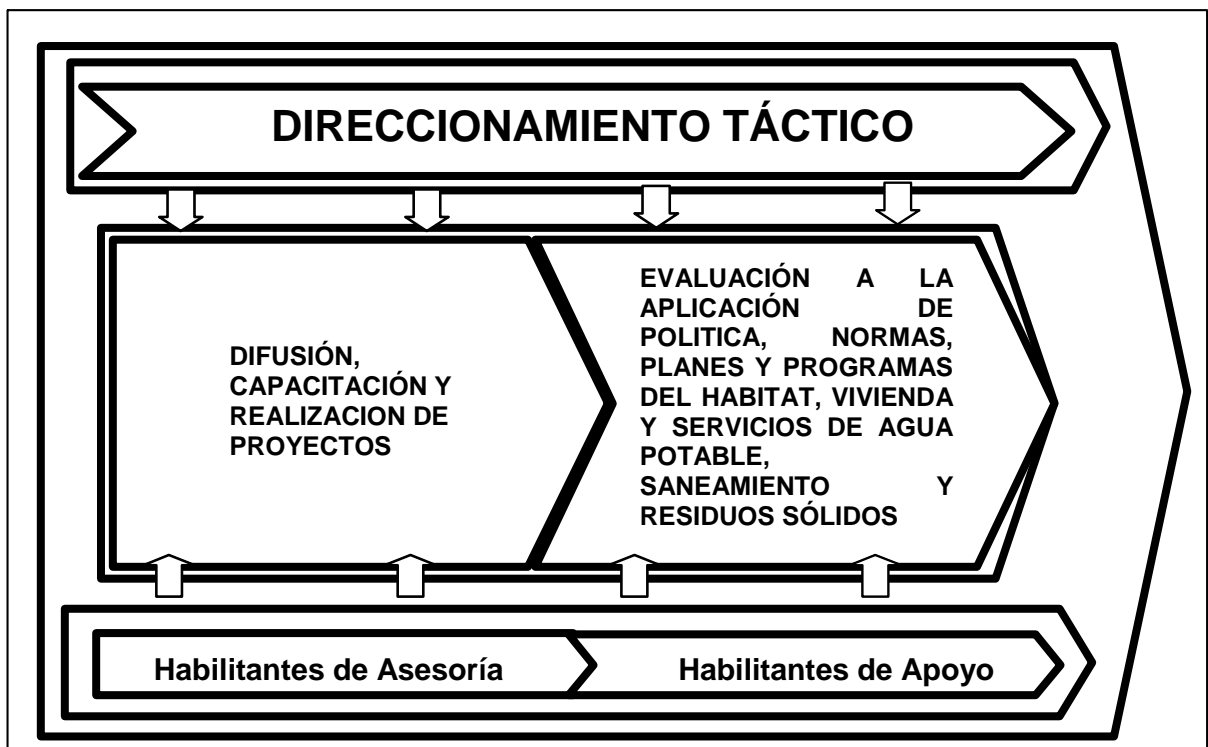 DIRECCIONAMIENTO TÁCTICO
DIFUSIÓN,
CAPACITACIÓN Y
REALIZACION DE
PROYECTOS
EVALUACIÓN A LA
APLICACIÓN DE
POLITICA, NORMAS,
PLANES Y PROGRAMAS
DEL HABITAT, VIVIENDA
Y SERVICIOS DE AGUA
POTABLE,
SANEAMIENTO Y
RESIDUOS SÓLIDOS
Habilitantes de Asesoría
Habilitantes de Apoyo